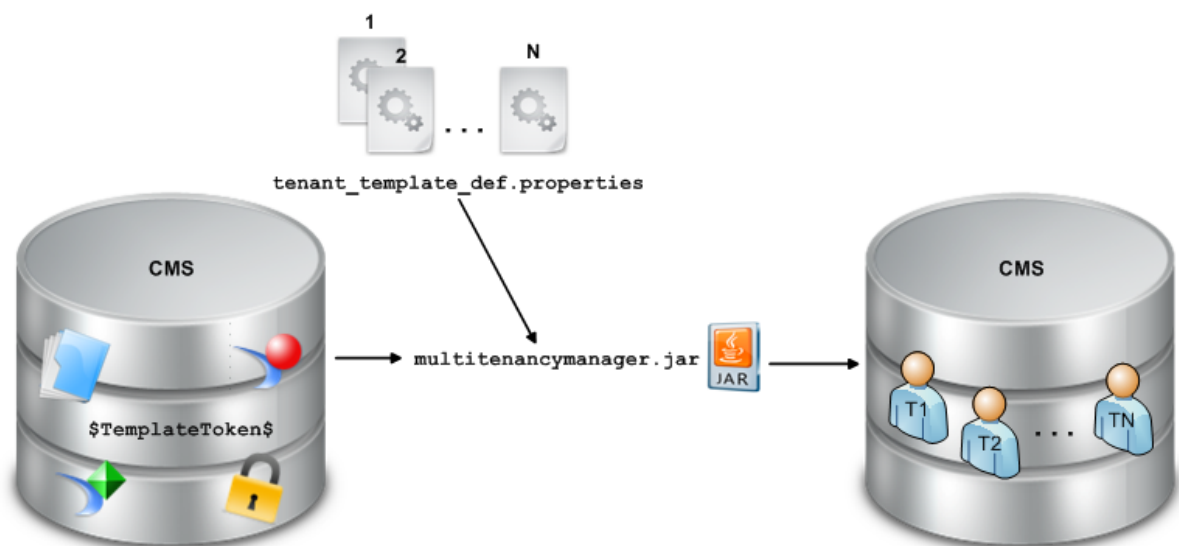 1
2
N
...
tenant_template_def.properties
CMS
CMS
multitenancymanager.jar
JAR
$TemplateToken$
T1
T2
...
TN